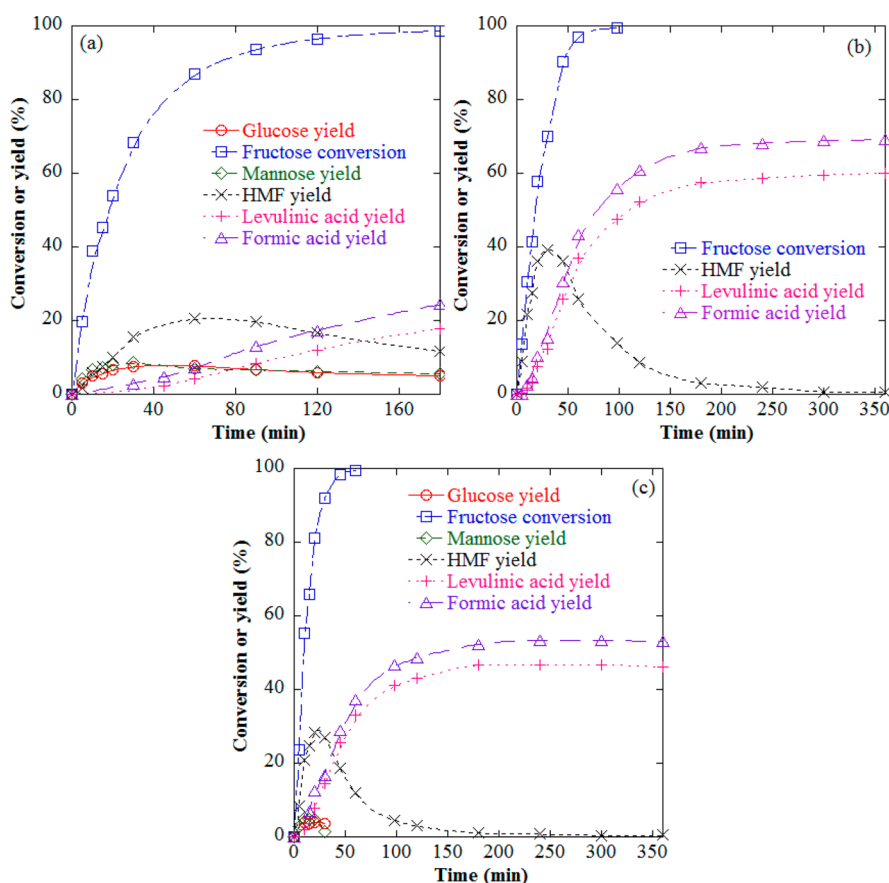 (a)
Conversion or yield (%)
100
80
60
40
20
0
Glucose yield
Fructose conversion
Mannose yield
HMF yield
Levulinic acid yield
Formic acid yield
0 40 80 120 160
Time (min)
(b)
Conversion or yield (%)
100
80
60
40
20
0
Fructose conversion
HMF yield
Levulinic acid yield
Formic acid yield
0 50 100 150 200 250 300 350
Time (min)
(c)
Conversion or yield (%)
100
80
60
40
20
0
Glucose yield
Fructose conversion
Mannose yield
HMF yield
Levulinic acid yield
Formic acid yield
0 50 100 150 200 250 300 350
Time (min)